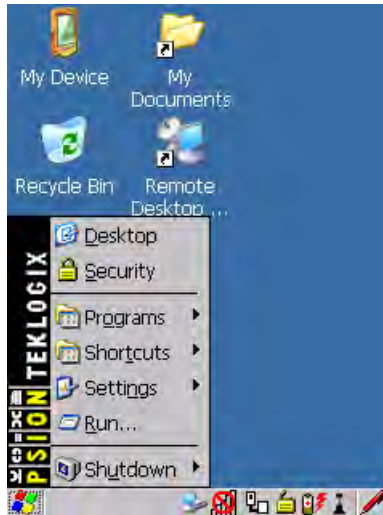 My Device
My
Documents
Recycle Bin
Remote
Desktop ...
Desktop
Security
Programs
Shortcuts
Settings
Run...
Shutdown
PSION TEKLOGIX